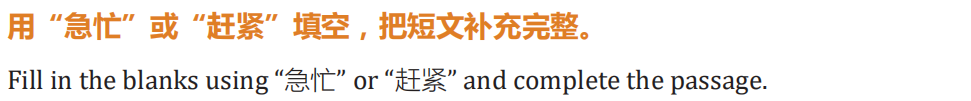 用“急忙”或“赶紧”填空，把短文补充完整。
Fill in the blanks using “急忙” or “赶紧” and complete the passage.